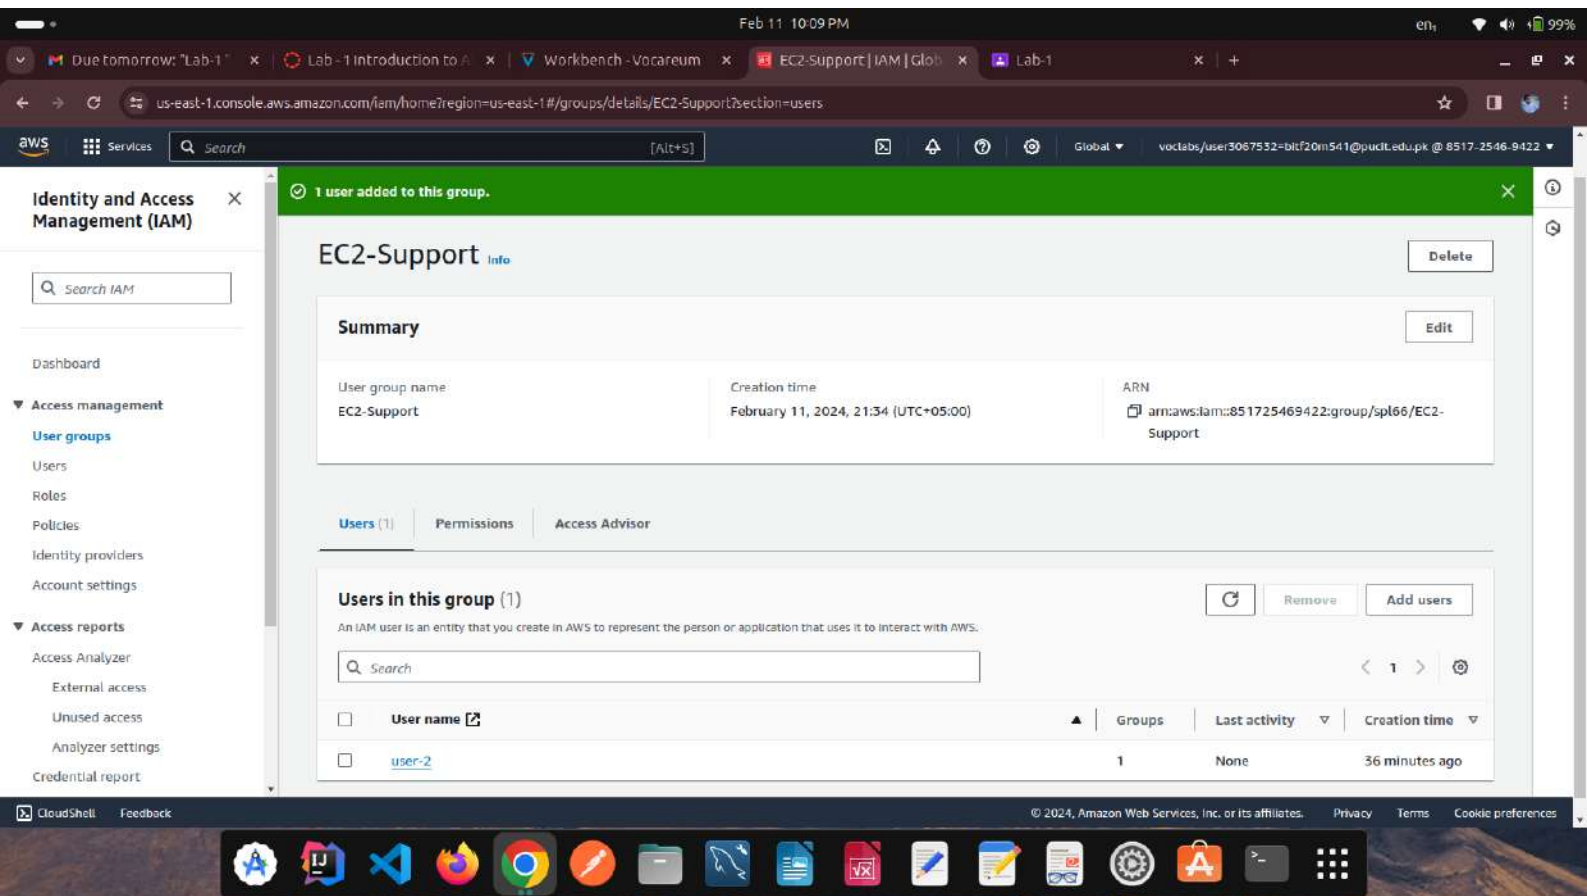 Feb 11 10:09 PM
en₁
99%
Due tomorrow: "Lab-1"
Lab - 1 Introduction to A
Workbench - Vocareum
EC2-Support | IAM | Glob
Lab-1
us-east-1.console.aws.amazon.com/iam/home?region=us-east-1#/groups/details/EC2-Support?section=users
aws
Services
Search
[Alt+S]
Global
voclabs/user3067532=bitf20m541@pucit.edu.pk @ 8517-2546-9422
Identity and Access
Management (IAM)
Search IAM
Dashboard
Access management
User groups
Users
Roles
Policies
Identity providers
Account settings
Access reports
Access Analyzer
External access
Unused access
Analyzer settings
Credential report
1 user added to this group.
EC2-Support Info
Delete
Summary
Edit
User group name
EC2-Support
Creation time
February 11, 2024, 21:34 (UTC+05:00)
ARN
arn:aws:iam::851725469422:group/spl66/EC2-
Support
Users (1)
Permissions
Access Advisor
Users in this group (1)
Remove
Add users
An IAM user is an entity that you create in AWS to represent the person or application that uses it to interact with AWS.
Search
1
User name
Groups
Last activity
Creation time
user-2
1
None
36 minutes ago
CloudShell
Feedback
© 2024, Amazon Web Services, Inc. or its affiliates.
Privacy
Terms
Cookie preferences